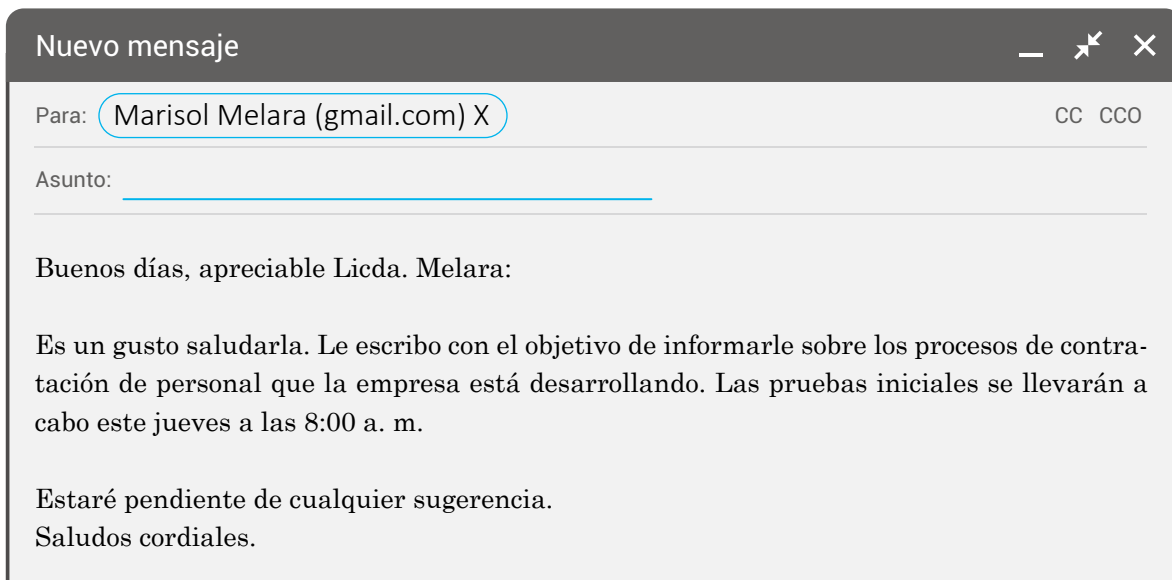 Nuevo mensaje
Para: Marisol Melara (gmail.com) X CC CCO
Asunto:
Buenos días, apreciable Licda. Melara:
Es un gusto saludarla. Le escribo con el objetivo de informarle sobre los procesos de contra-
tación de personal que la empresa está desarrollando. Las pruebas iniciales se llevarán a
cabo este jueves a las 8:00 a. m.
Estaré pendiente de cualquier sugerencia.
Saludos cordiales.